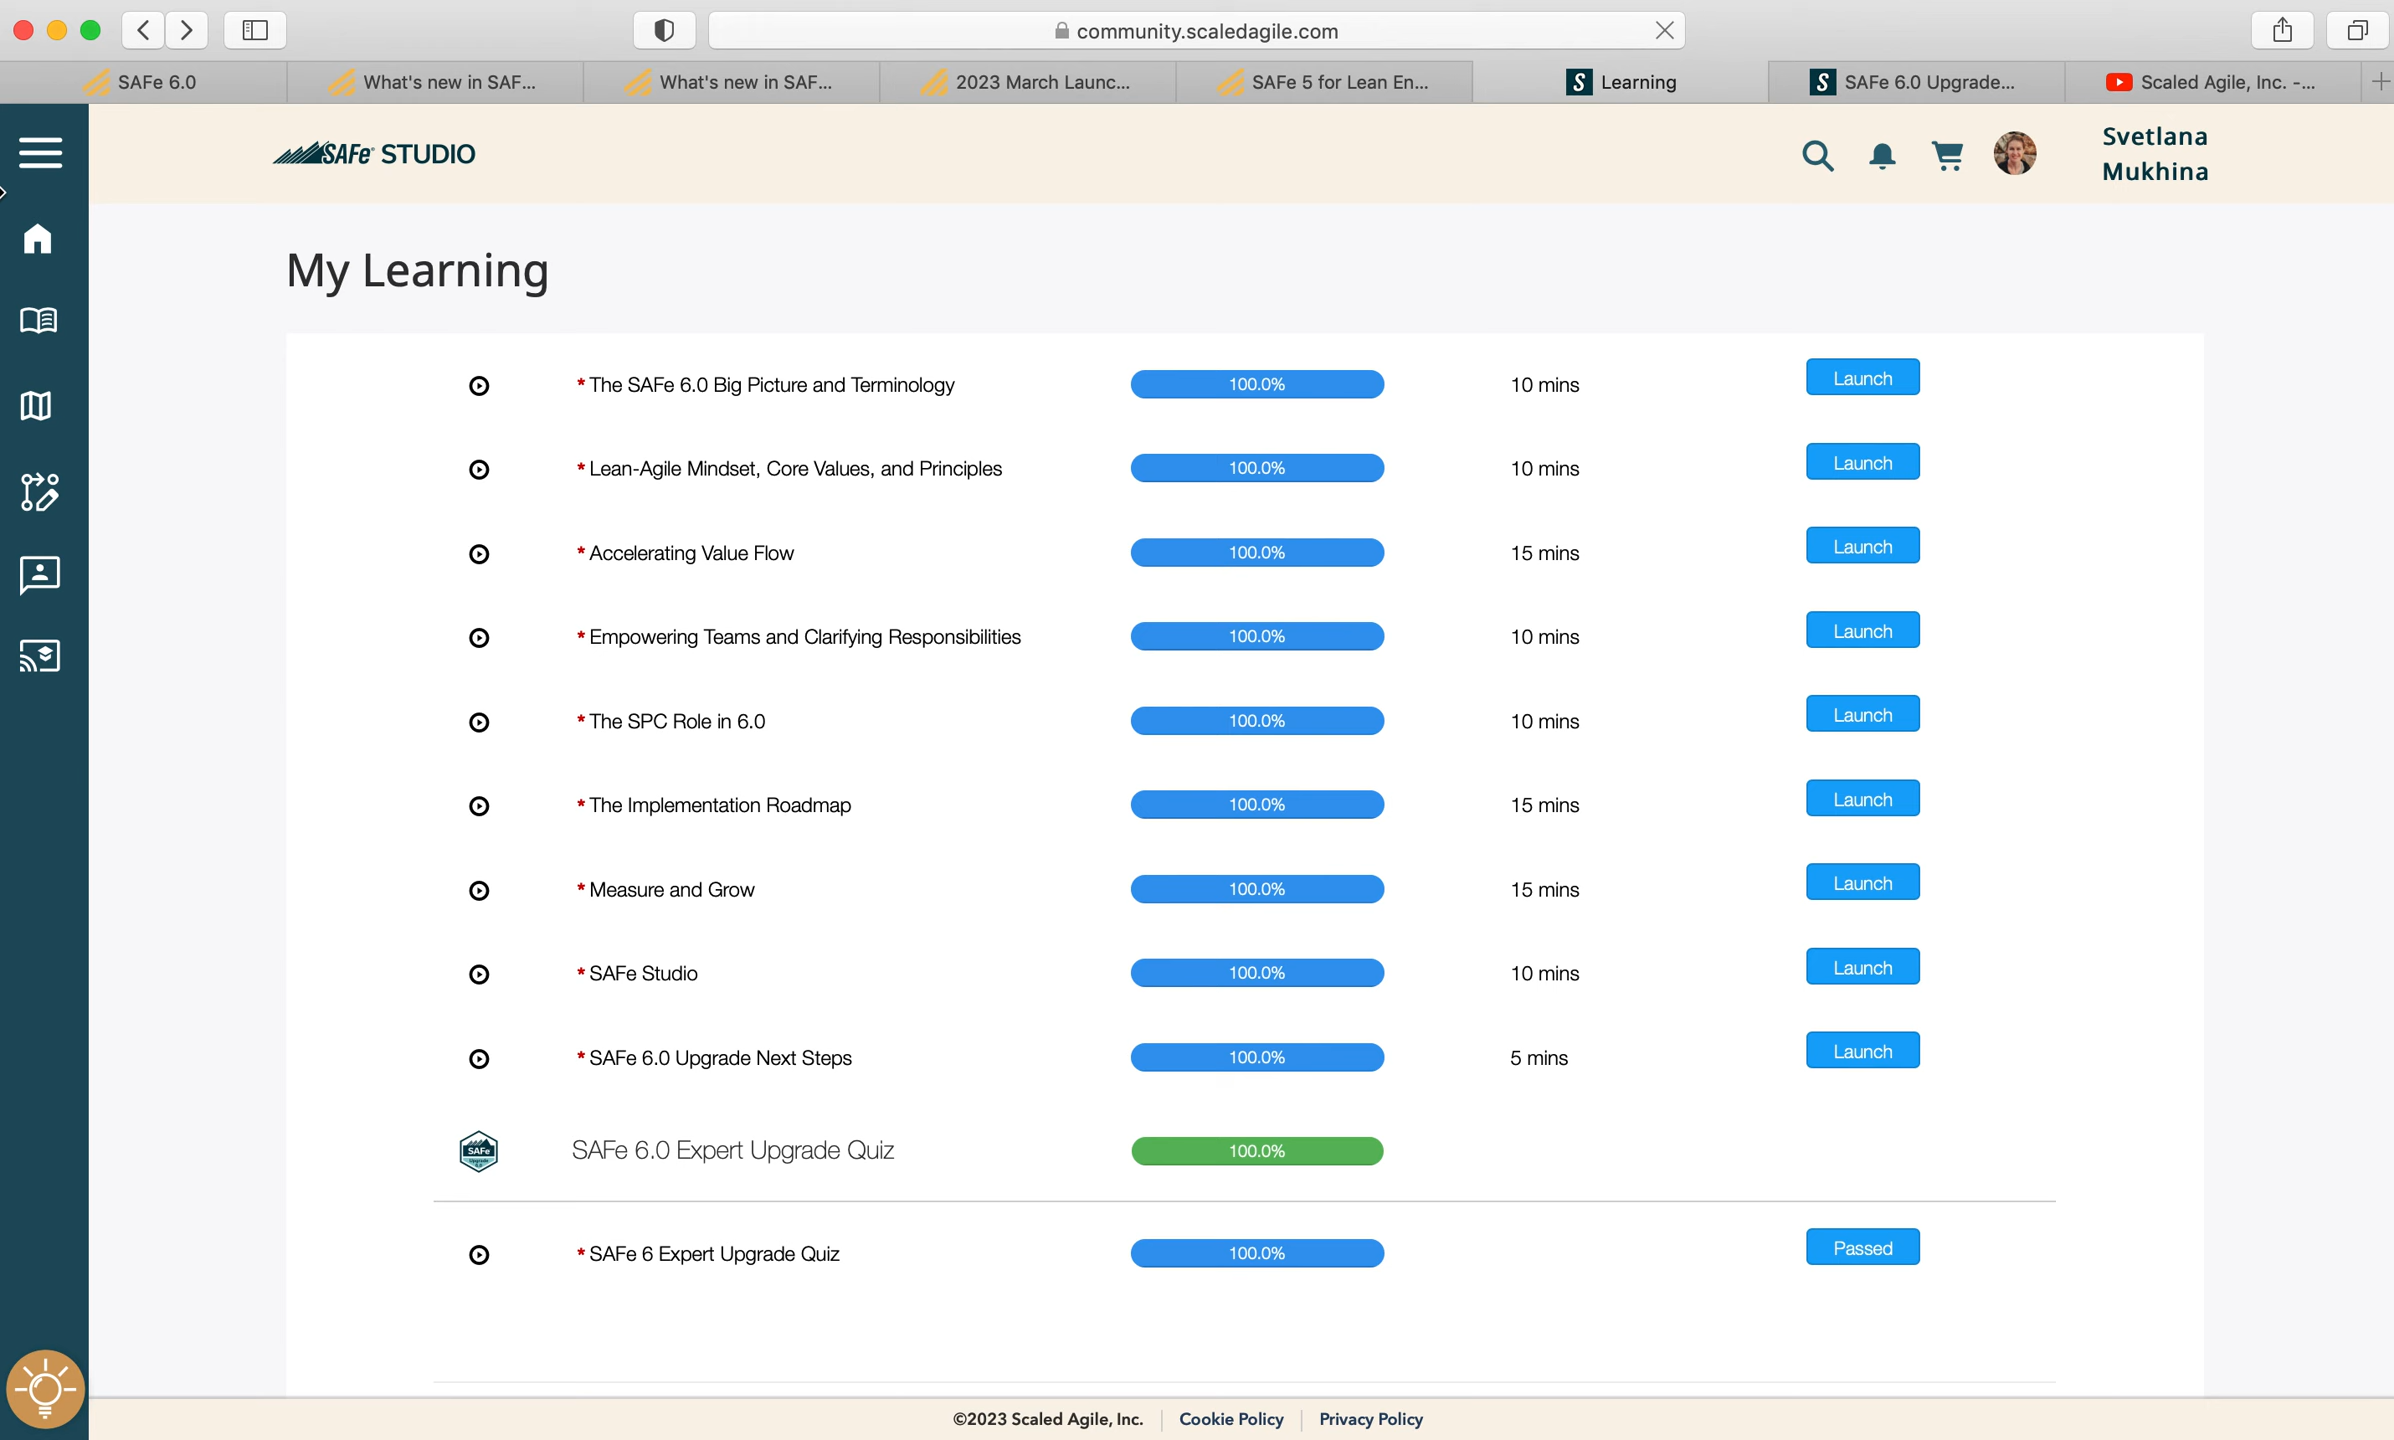 community.scaledagile.com
SAFe 6.0
What's new in SAF...
What's new in SAF...
2023 March Launc...
SAFe 5 for Lean En...
Learning
SAFe 6.0 Upgrade...
Scaled Agile, Inc. -...
SAFe STUDIO
Svetlana
Mukhina
My Learning
* The SAFe 6.0 Big Picture and Terminology 100.0% 10 mins Launch
* Lean-Agile Mindset, Core Values, and Principles 100.0% 10 mins Launch
* Accelerating Value Flow 100.0% 15 mins Launch
* Empowering Teams and Clarifying Responsibilities 100.0% 10 mins Launch
* The SPC Role in 6.0 100.0% 10 mins Launch
* The Implementation Roadmap 100.0% 15 mins Launch
* Measure and Grow 100.0% 15 mins Launch
* SAFe Studio 100.0% 10 mins Launch
* SAFe 6.0 Upgrade Next Steps 100.0% 5 mins Launch
SAFe
SAFe 6.0 Expert Upgrade Quiz 100.0%
* SAFe 6 Expert Upgrade Quiz 100.0% Passed
©2023 Scaled Agile, Inc. Cookie Policy Privacy Policy